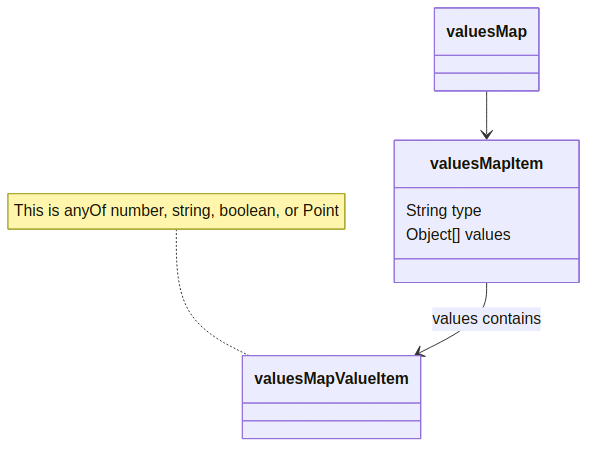 valuesMap
valuesMapItem
String type
Object[] values
This is anyOf number, string, boolean, or Point
values contains
valuesMapValueItem